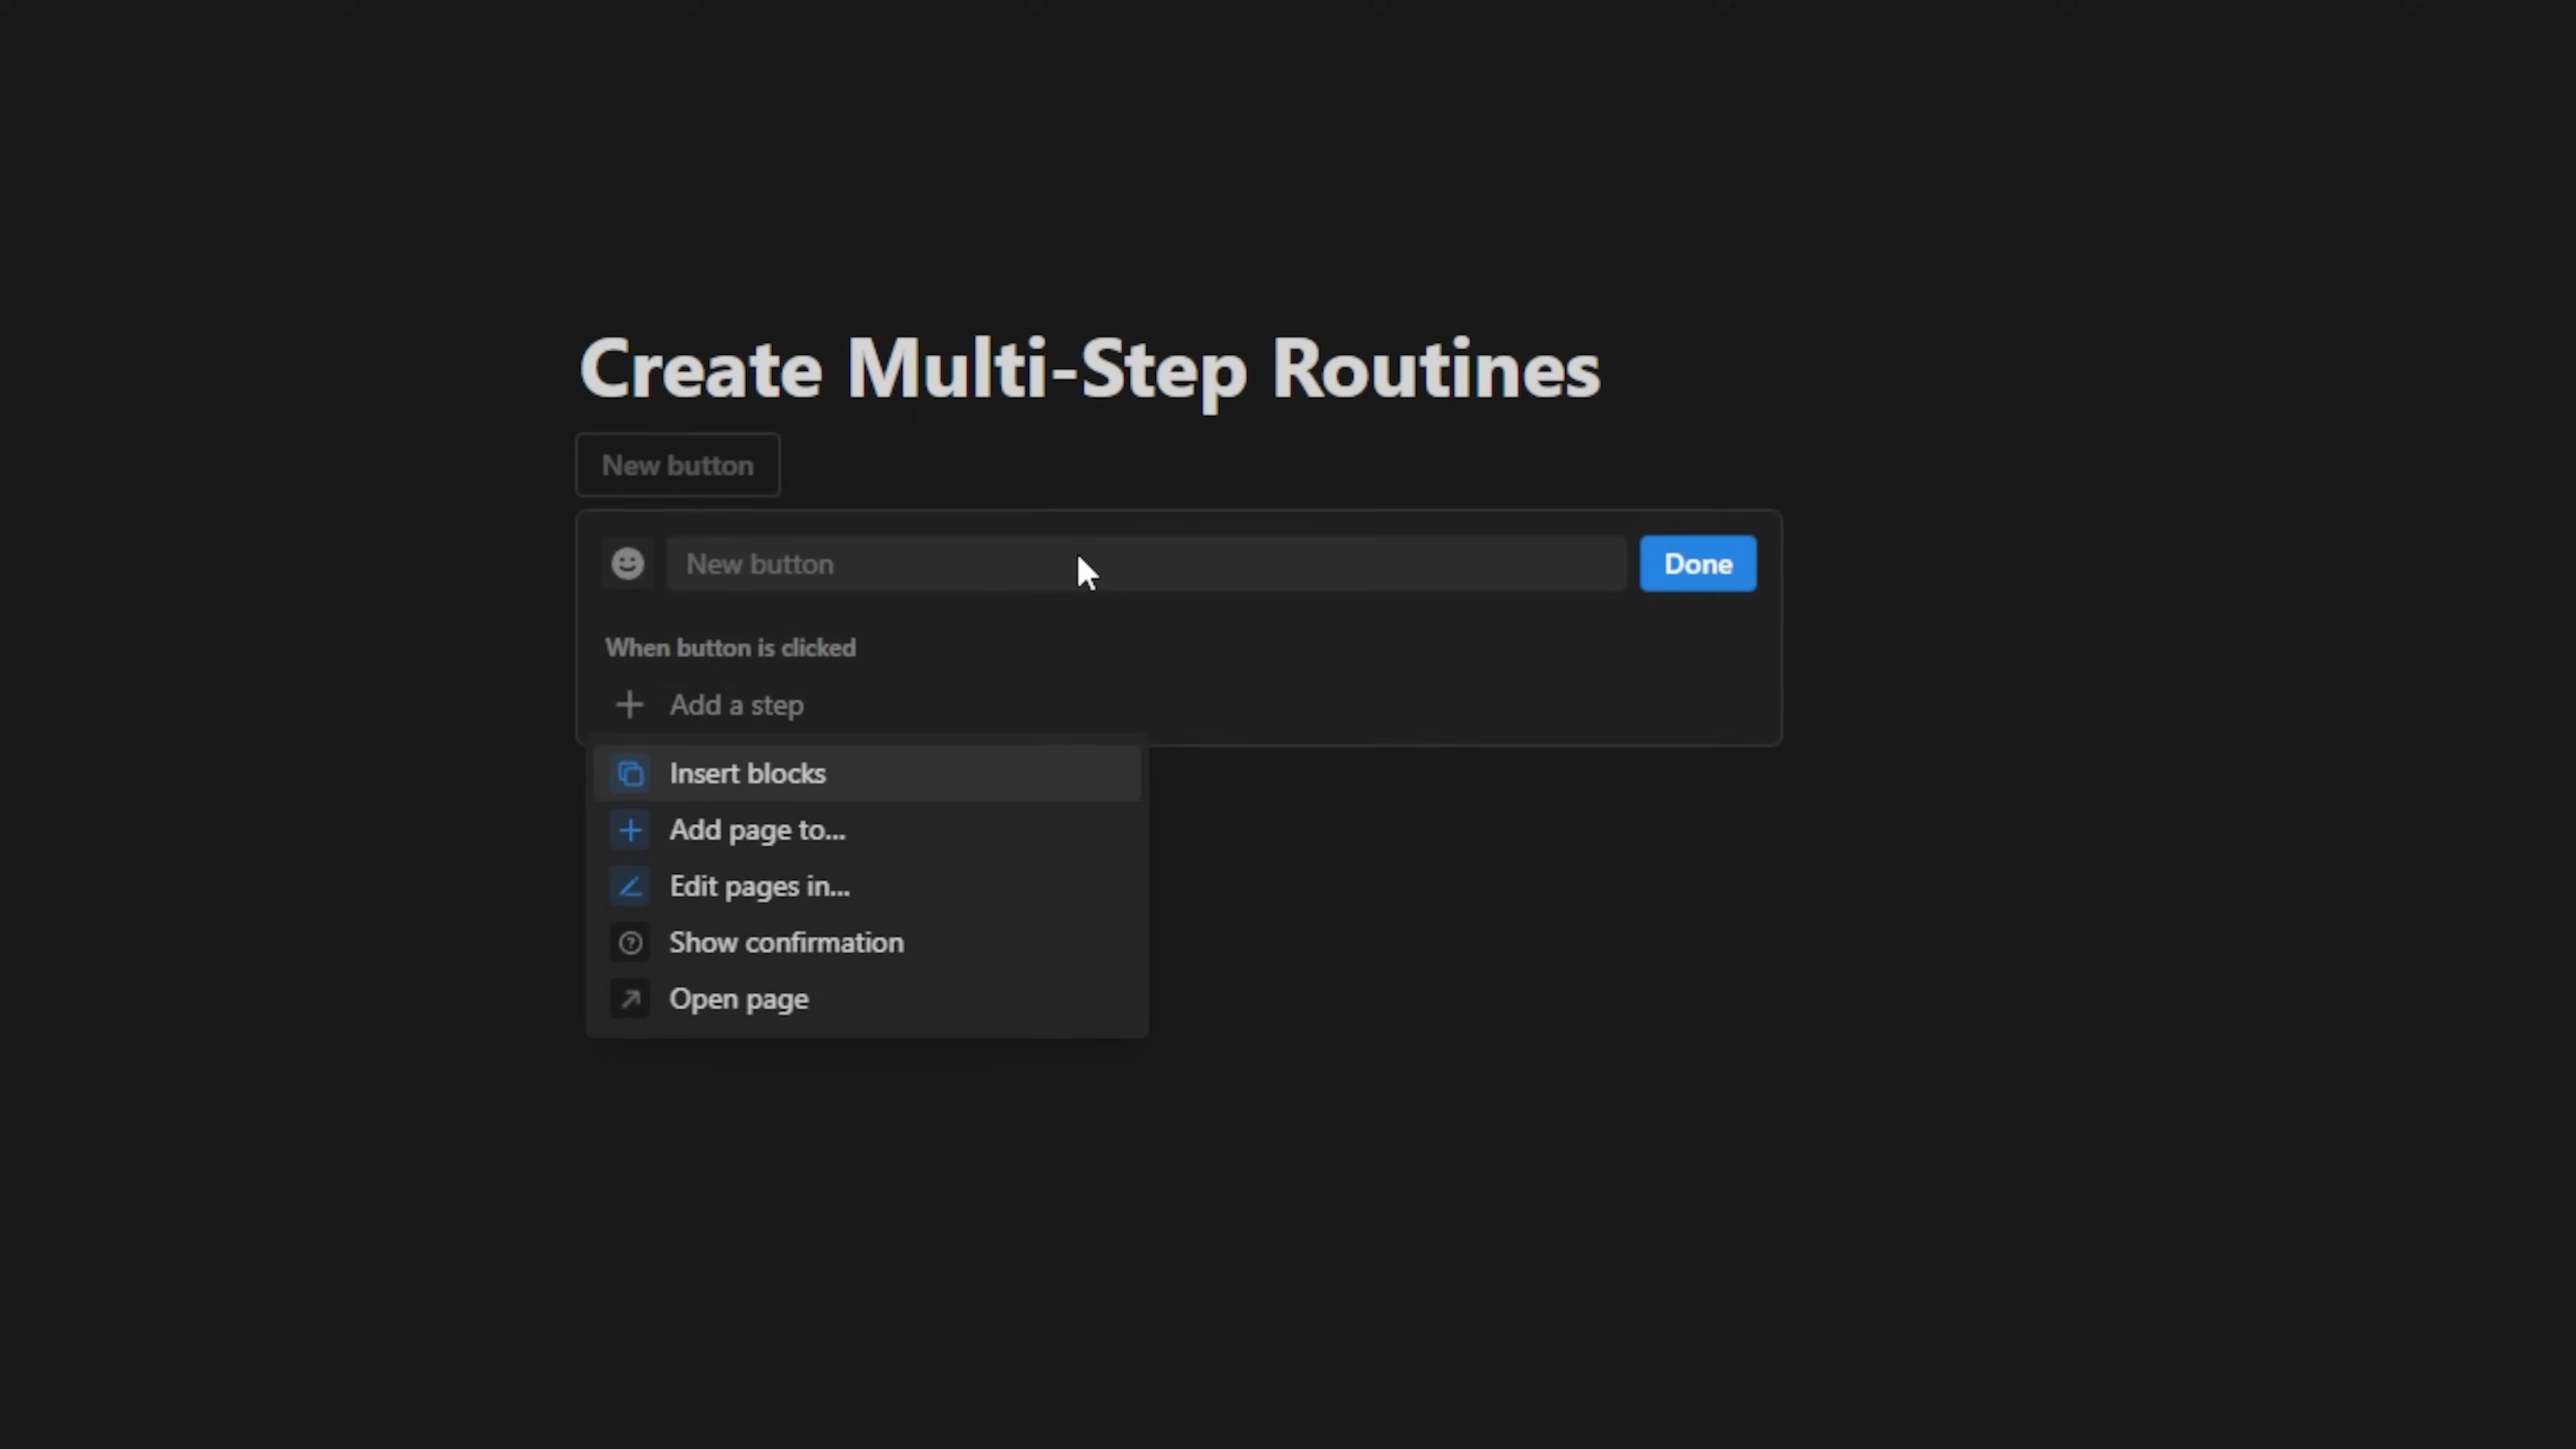 Create Multi-Step Routines
New button
New button
Done
When button is clicked
Add a step
Insert blocks
Add page to...
Edit pages in...
Show confirmation
Open page